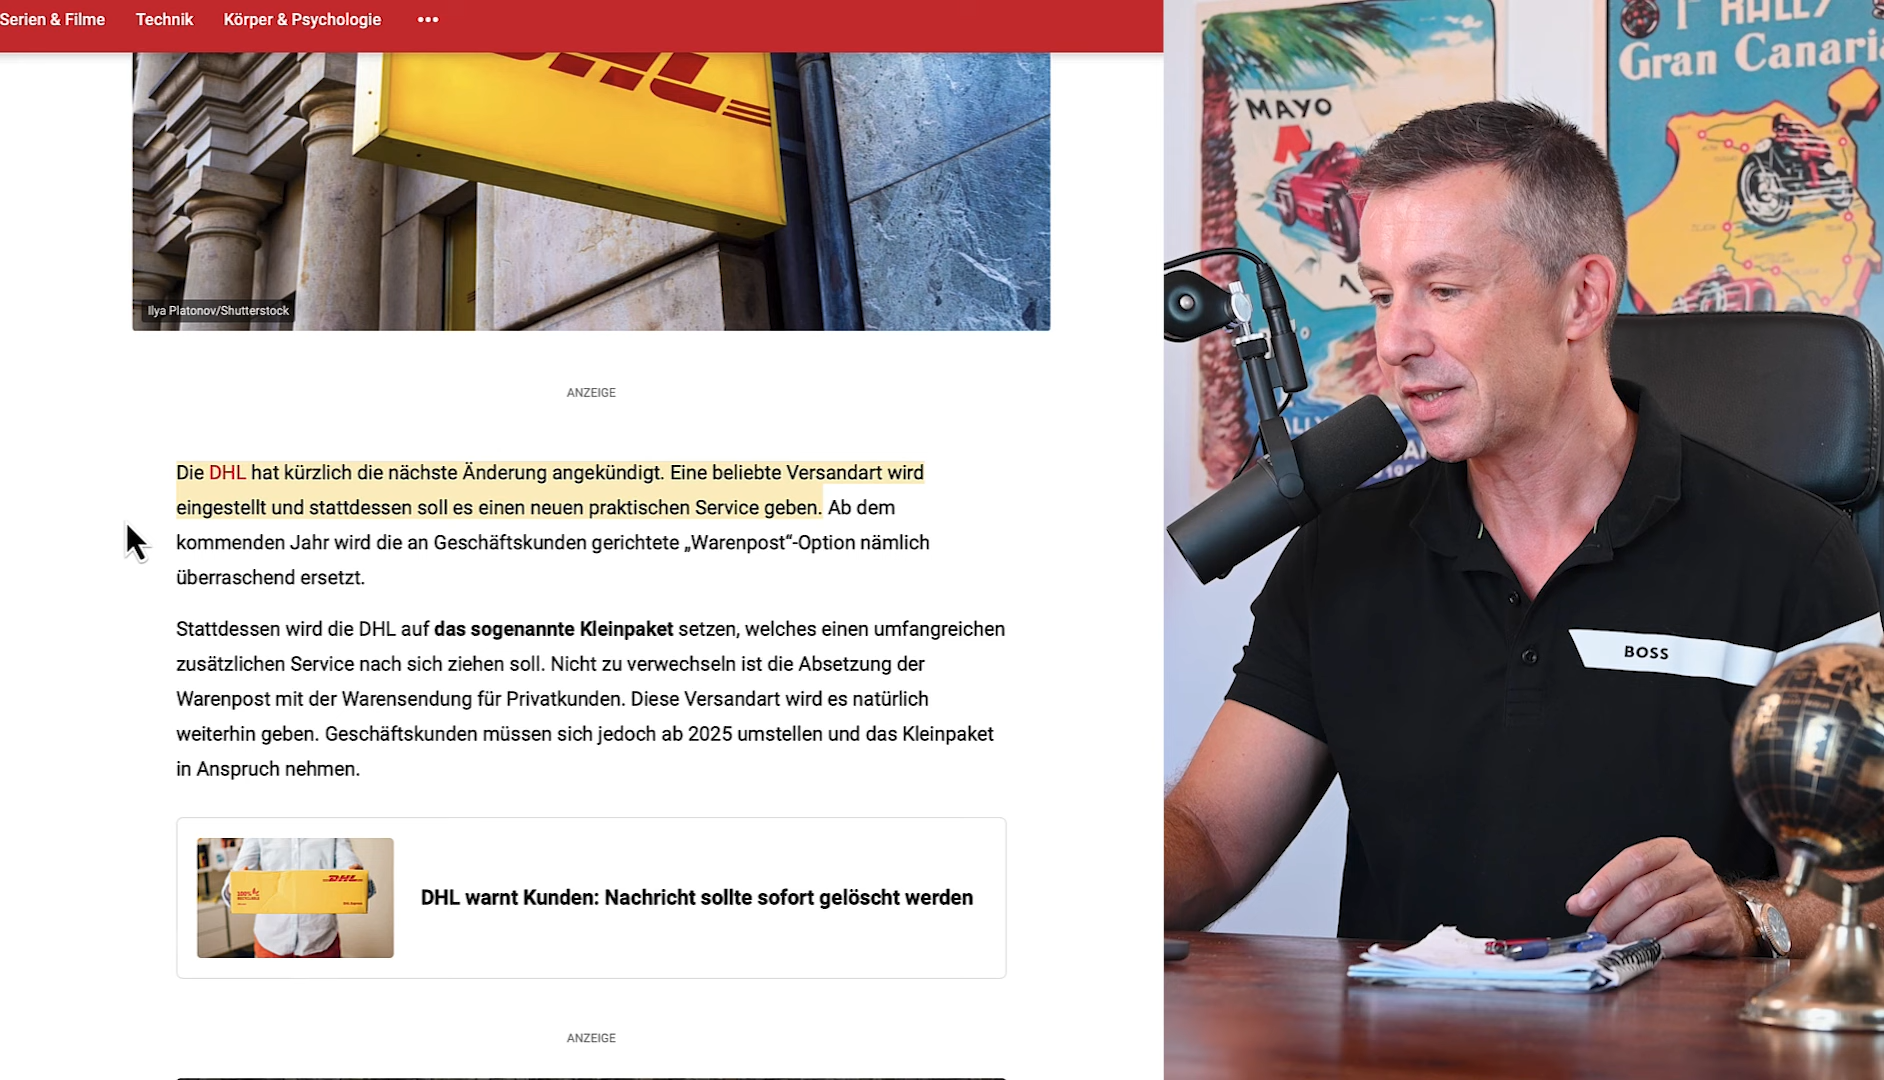 Serien & Filme Technik Körper & Psychologie •••
DHL
Ilya Platonov/Shutterstock
ANZEIGE
Die DHL hat kürzlich die nächste Änderung angekündigt. Eine beliebte Versandart wird
eingestellt und stattdessen soll es einen neuen praktischen Service geben. Ab dem
kommenden Jahr wird die an Geschäftskunden gerichtete „Warenpost“-Option nämlich
überraschend ersetzt.
Stattdessen wird die DHL auf das sogenannte Kleinpaket setzen, welches einen umfangreichen
zusätzlichen Service nach sich ziehen soll. Nicht zu verwechseln ist die Absetzung der
Warenpost mit der Warensendung für Privatkunden. Diese Versandart wird es natürlich
weiterhin geben. Geschäftskunden müssen sich jedoch ab 2025 umstellen und das Kleinpaket
in Anspruch nehmen.
DHL
DHL warnt Kunden: Nachricht sollte sofort gelöscht werden
ANZEIGE
MAYO
RALLY
Gran Canaria
BOSS